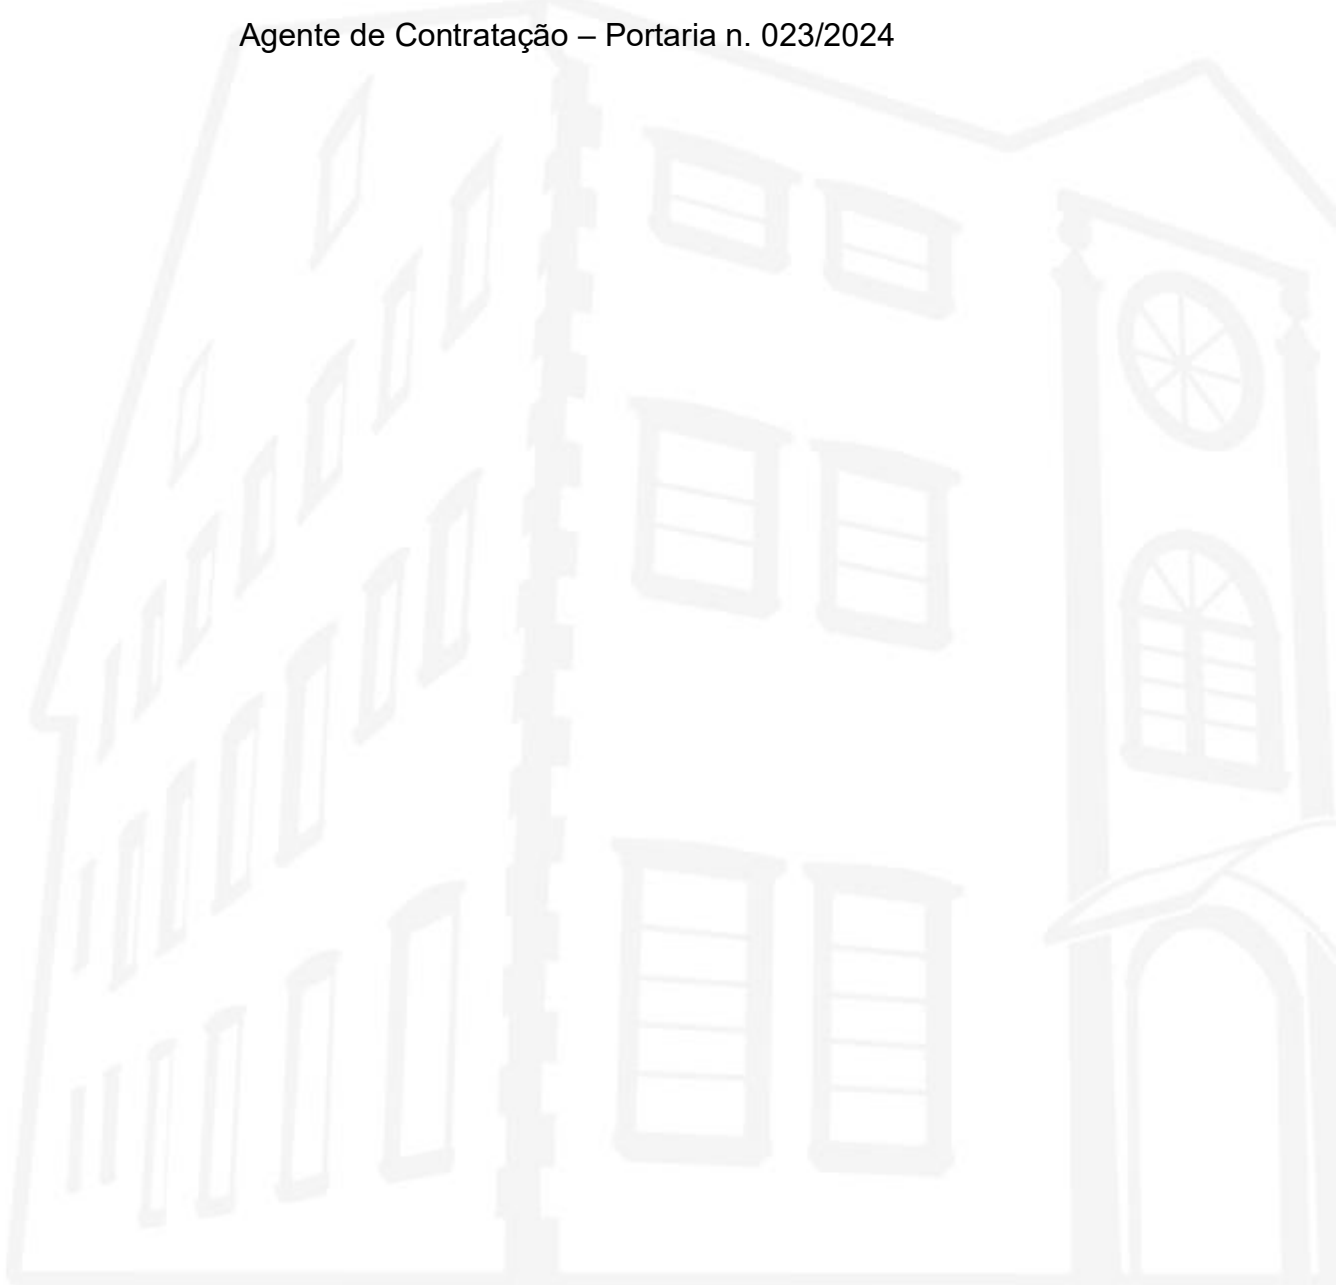 Agente de Contratação – Portaria n. 023/2024